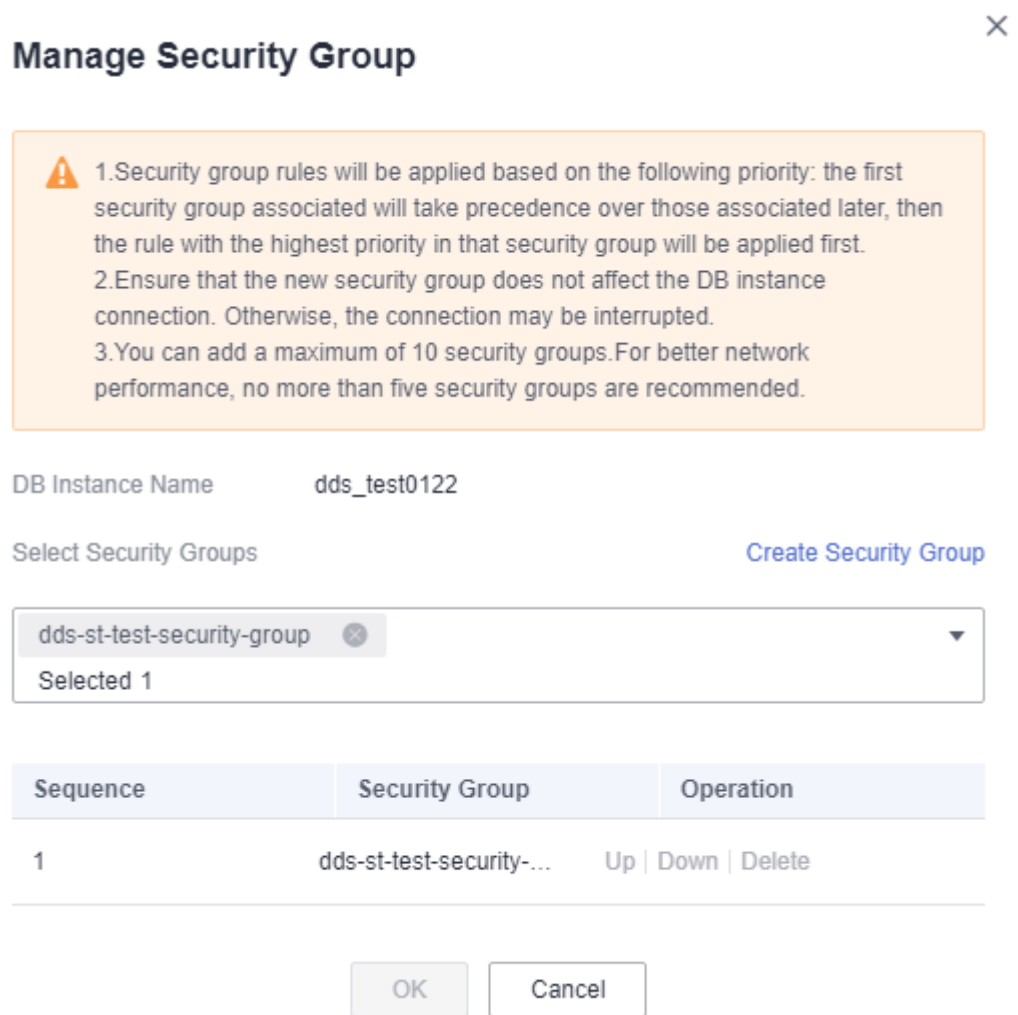 Manage Security Group
1.Security group rules will be applied based on the following priority: the first
security group associated will take precedence over those associated later, then
the rule with the highest priority in that security group will be applied first.
2.Ensure that the new security group does not affect the DB instance
connection. Otherwise, the connection may be interrupted.
3.You can add a maximum of 10 security groups.For better network
performance, no more than five security groups are recommended.
DB Instance Name dds_test0122
Select Security Groups Create Security Group
dds-st-test-security-group
Selected 1
Sequence Security Group Operation
1 dds-st-test-security-... Up Down Delete
OK Cancel